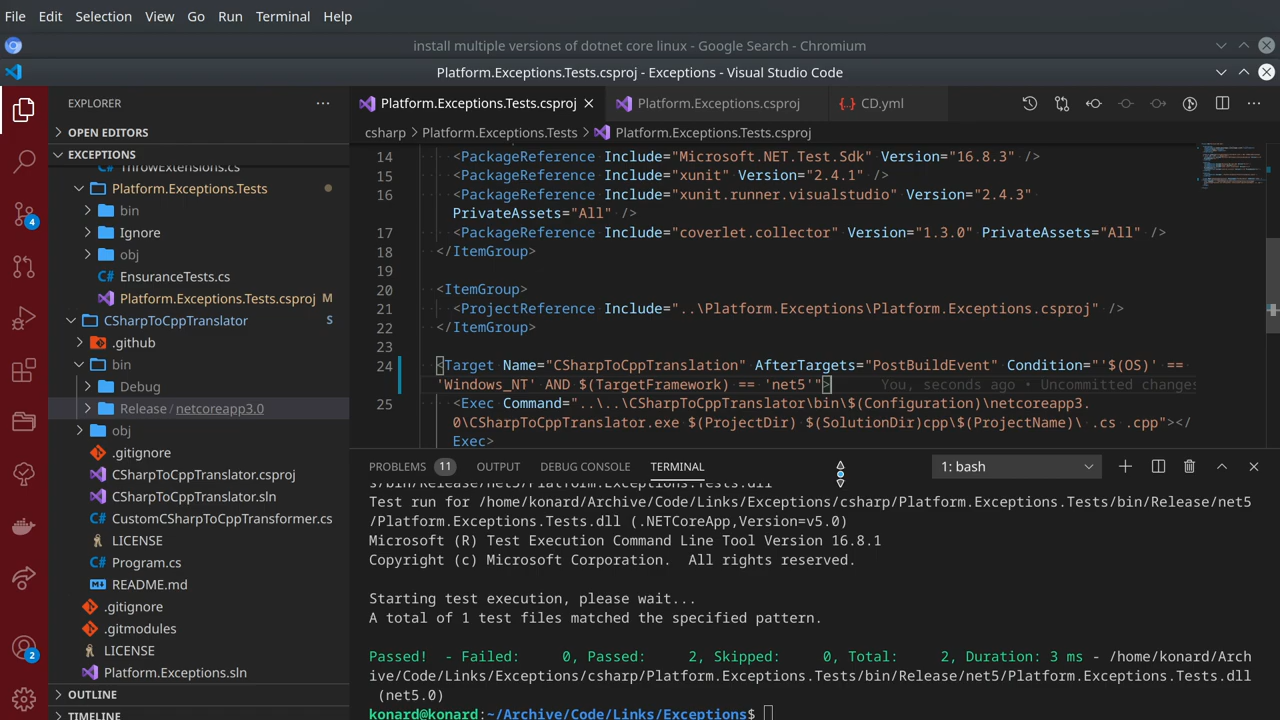 File Edit Selection View Go Run Terminal Help
install multiple versions of dotnet core linux - Google Search - Chromium
Platform.Exceptions.Tests.csproj - Exceptions - Visual Studio Code
EXPLORER
OPEN EDITORS
EXCEPTIONS
ThrowExtensions.cs
Platform.Exceptions.Tests
bin
Ignore
obj
C# EnsuranceTests.cs
Platform.Exceptions.Tests.csproj M
CSharpToCppTranslator S
.github
bin
Debug
Release / netcoreapp3.0
obj
.gitignore
CSharpToCppTranslator.csproj
CSharpToCppTranslator.sln
C# CustomCSharpToCppTransformer.cs
LICENSE
C# Program.cs
README.md
.gitignore
.gitmodules
LICENSE
Platform.Exceptions.sln
OUTLINE
TIMELINE
4
2
Platform.Exceptions.Tests.csproj Platform.Exceptions.csproj CD.yml
csharp > Platform.Exceptions.Tests > Platform.Exceptions.Tests.csproj
14 <PackageReference Include="Microsoft.NET.Test.Sdk" Version="16.8.3" />
15 <PackageReference Include="xunit" Version="2.4.1" />
16 <PackageReference Include="xunit.runner.visualstudio" Version="2.4.3"
PrivateAssets="All" />
17 <PackageReference Include="coverlet.collector" Version="1.3.0" PrivateAssets="All" />
18 </ItemGroup>
19
20 <ItemGroup>
21 <ProjectReference Include="..\Platform.Exceptions\Platform.Exceptions.csproj" />
22 </ItemGroup>
23
24 <Target Name="CSharpToCppTranslation" AfterTargets="PostBuildEvent" Condition="'$(OS)' ==
'Windows_NT' AND $(TargetFramework) == 'net5'"> You, seconds ago • Uncommitted changes
25 <Exec Command="..\..\CSharpToCppTranslator\bin\$(Configuration)\netcoreapp3.
0\CSharpToCppTranslator.exe $(ProjectDir) $(SolutionDir)cpp\$(ProjectName)\ .cs .cpp"></
Exec>
PROBLEMS 11 OUTPUT DEBUG CONSOLE TERMINAL 1: bash
s/bin/Release/net5/Platform.Exceptions.Tests.dll
Test run for /home/konard/Archive/Code/Links/Exceptions/csharp/Platform.Exceptions.Tests/bin/Release/net5
/Platform.Exceptions.Tests.dll (.NETCoreApp,Version=v5.0)
Microsoft (R) Test Execution Command Line Tool Version 16.8.1
Copyright (c) Microsoft Corporation.  All rights reserved.
Starting test execution, please wait...
A total of 1 test files matched the specified pattern.
Passed!  - Failed:     0, Passed:     2, Skipped:     0, Total:     2, Duration: 3 ms - /home/konard/Arch
ive/Code/Links/Exceptions/csharp/Platform.Exceptions.Tests/bin/Release/net5/Platform.Exceptions.Tests.dll
(net5.0)
konard@konard:~/Archive/Code/Links/Exceptions$